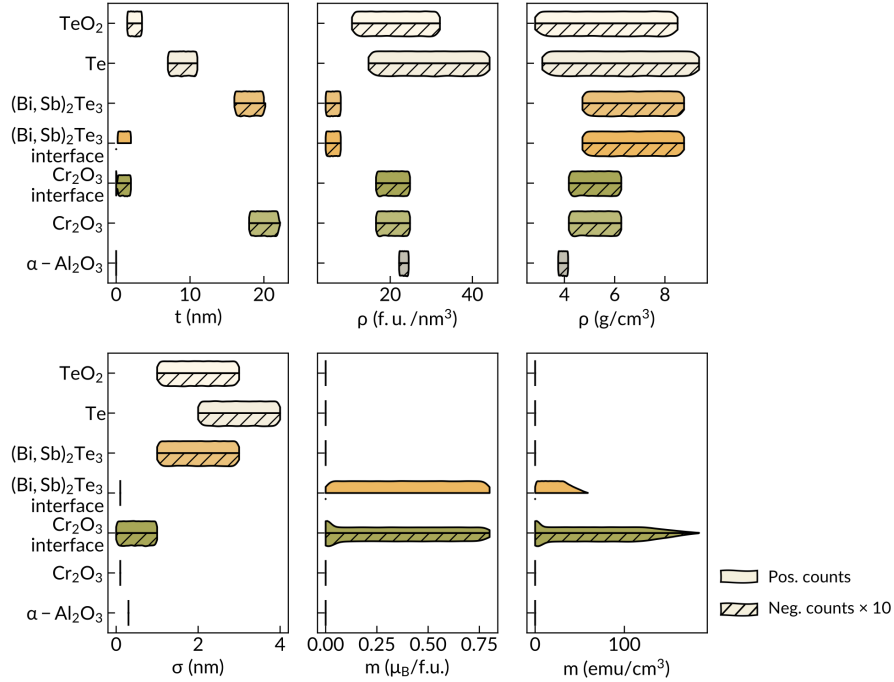 TeO₂
Te
(Bi, Sb)₂Te₃
(Bi, Sb)₂Te₃
interface
Cr₂O₃
interface
Cr₂O₃
α − Al₂O₃
0 10 20
t (nm)
20 40
ρ (f. u. /nm³)
4 6 8
ρ (g/cm³)
TeO₂
Te
(Bi, Sb)₂Te₃
(Bi, Sb)₂Te₃
interface
Cr₂O₃
interface
Cr₂O₃
α − Al₂O₃
0 2 4
σ (nm)
0.00 0.25 0.50 0.75
m (μ_B/f.u.)
0 100
m (emu/cm³)
Pos. counts
Neg. counts × 10